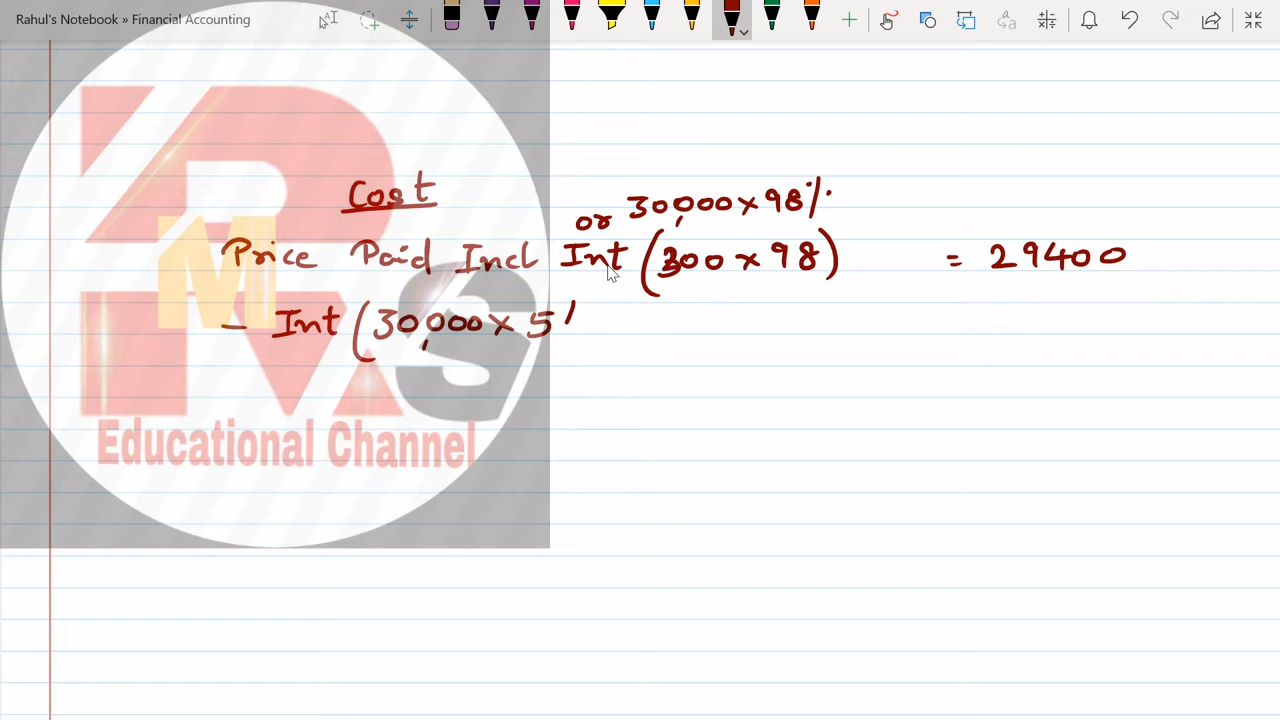 Rahul's Notebook » Financial Accounting
Cost
or 30,000 x 98%
Price Paid Incl Int (300 x 98) = 29400
- Int (30,000 x 5
RMS
Educational Channel